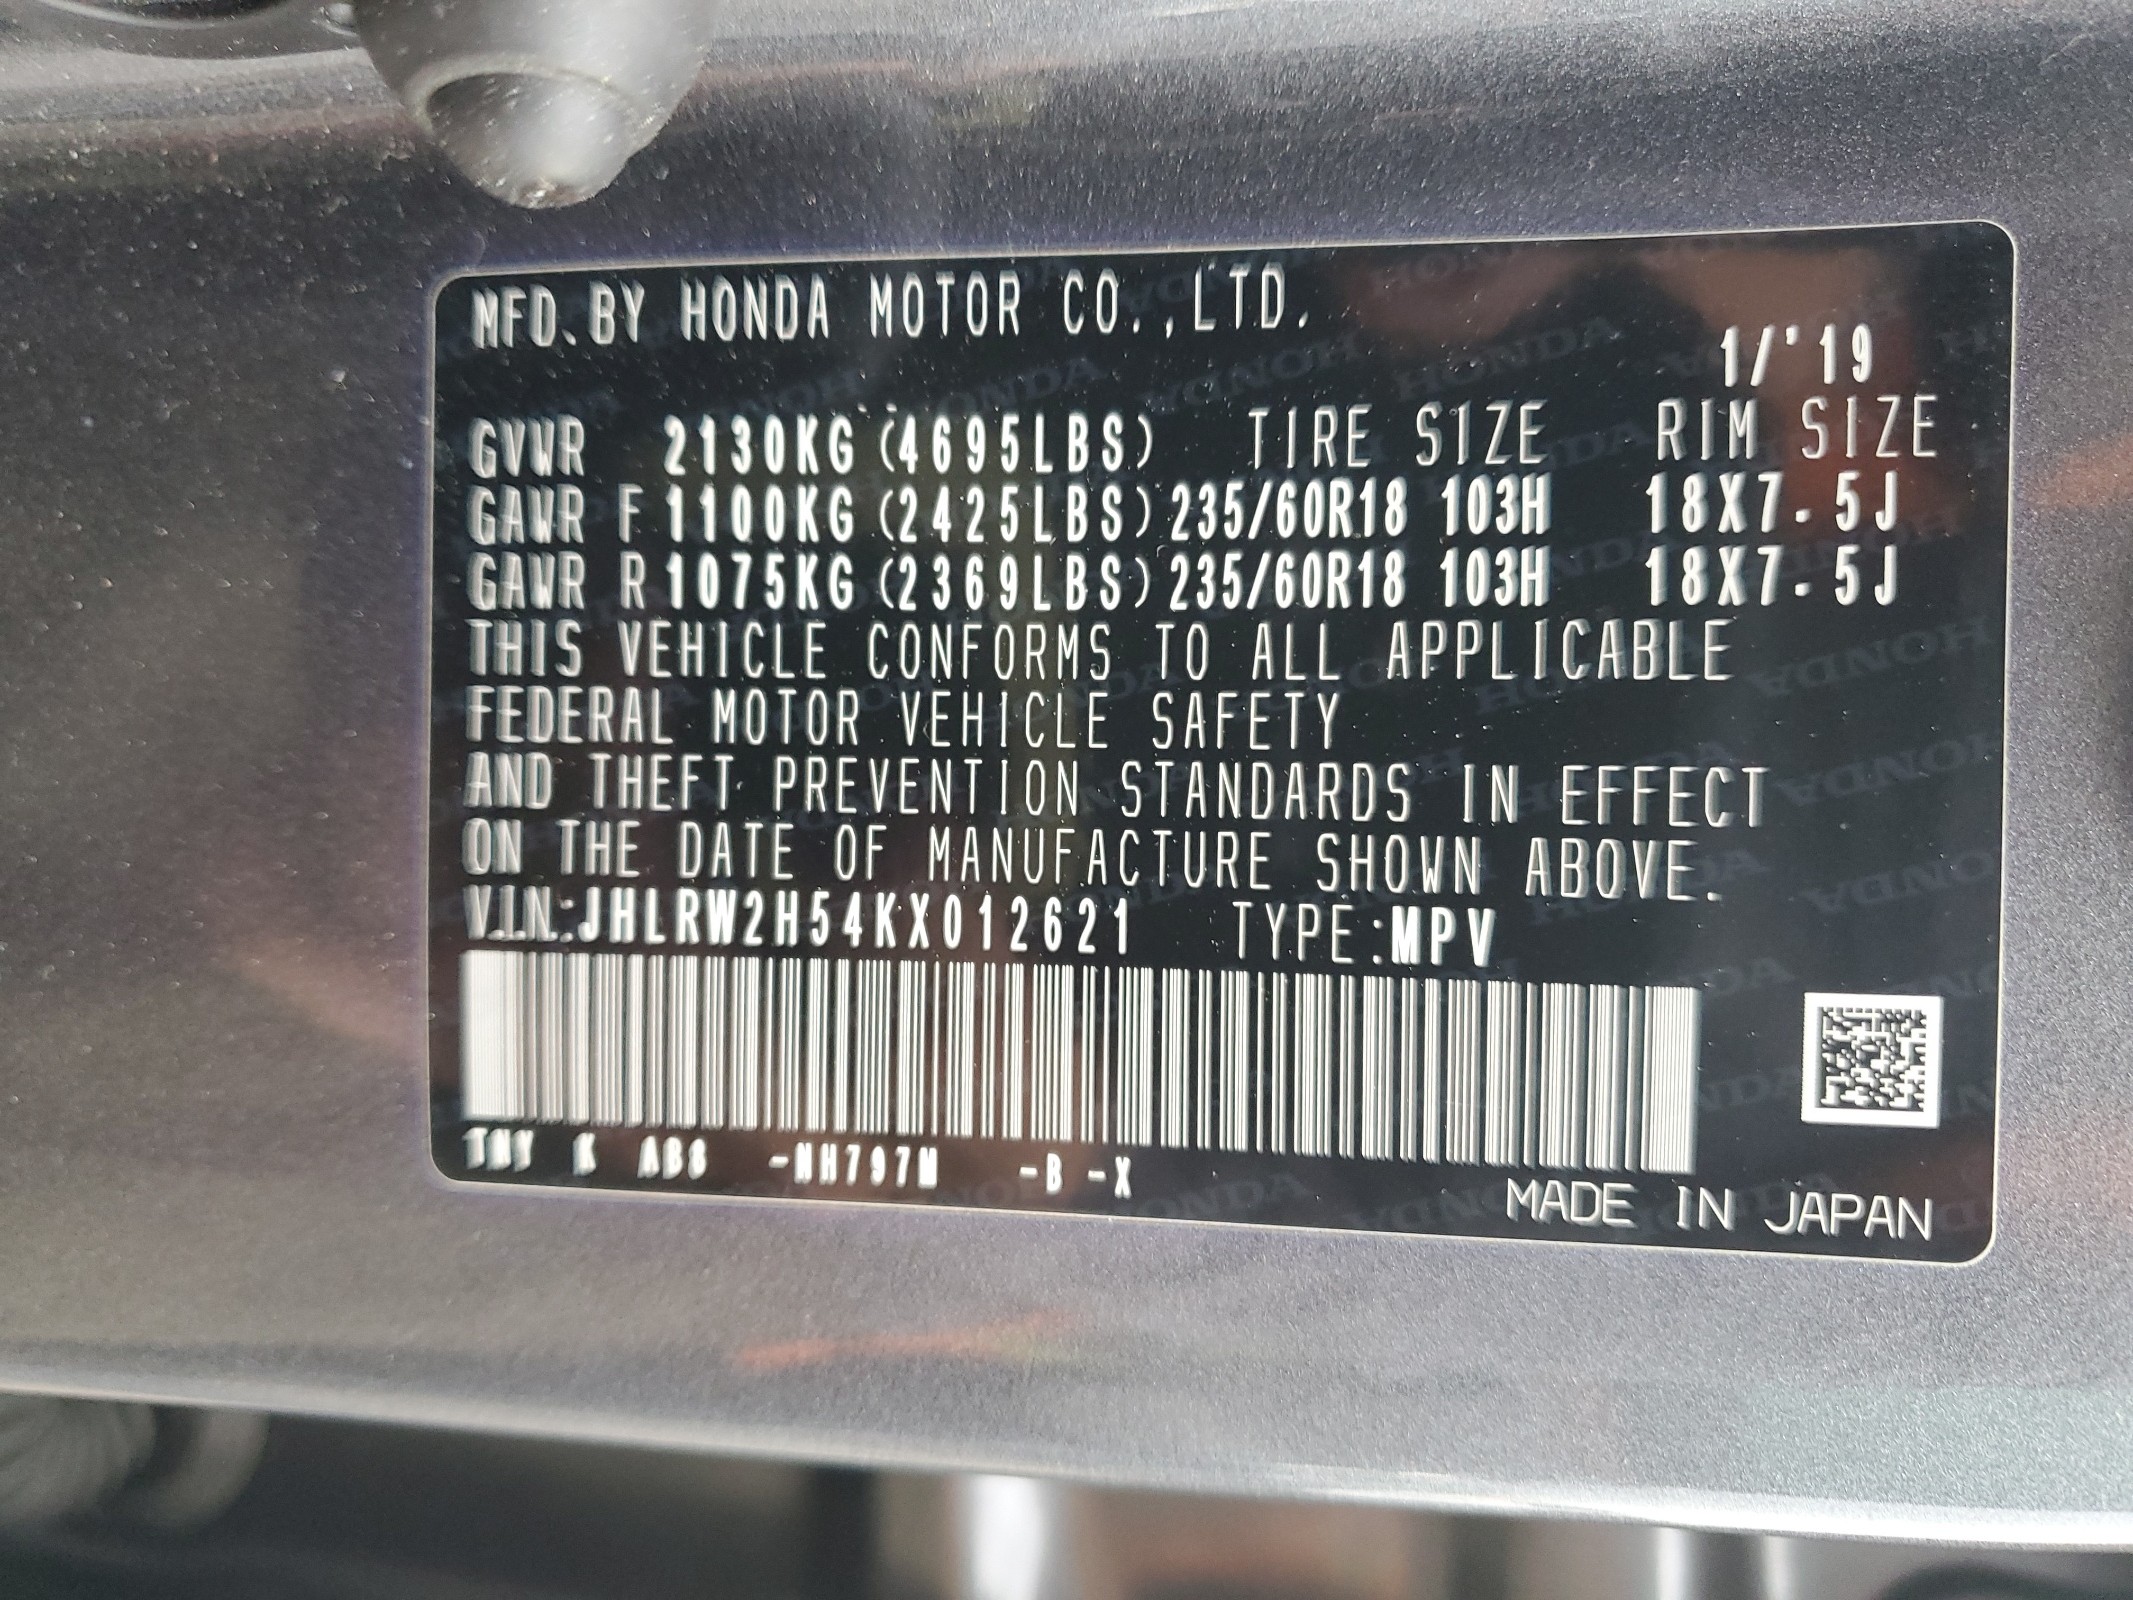 MFD.BY HONDA MOTOR CO.,LTD.
1/'19
GVWR 2130KG(4695LBS) TIRE SIZE RIM SIZE
GAWR F 1100KG(2425LBS) 235/60R18 103H 18X7.5J
GAWR R 1075KG(2369LBS) 235/60R18 103H 18X7.5J
THIS VEHICLE CONFORMS TO ALL APPLICABLE
FEDERAL MOTOR VEHICLE SAFETY
AND THEFT PREVENTION STANDARDS IN EFFECT
ON THE DATE OF MANUFACTURE SHOWN ABOVE.
V.I.N.:JHLRW2H54KX012621 TYPE:MPV
TNY K AB8 -NH797M -B -X
MADE IN JAPAN